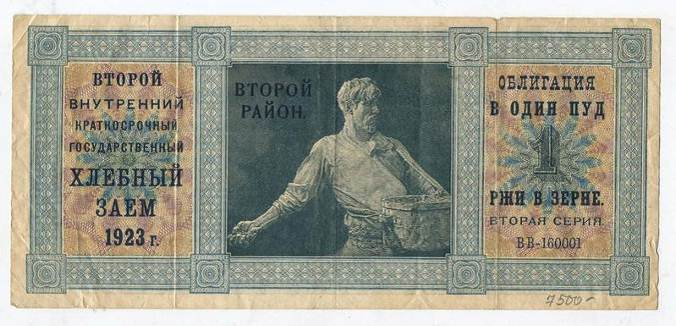 ВТОРОЙ
ВНУТРЕННИЙ
КРАТКОСРОЧНЫЙ
ГОСУДАРСТВЕННЫЙ
ХЛЕБНЫЙ
ЗАЕМ
1923 г.
ВТОРОЙ
РАЙОН.
ОБЛИГАЦИЯ
В ОДИН ПУД
1
РЖИ В ЗЕРНЕ.
ВТОРАЯ СЕРИЯ
ВВ-160001
7500-